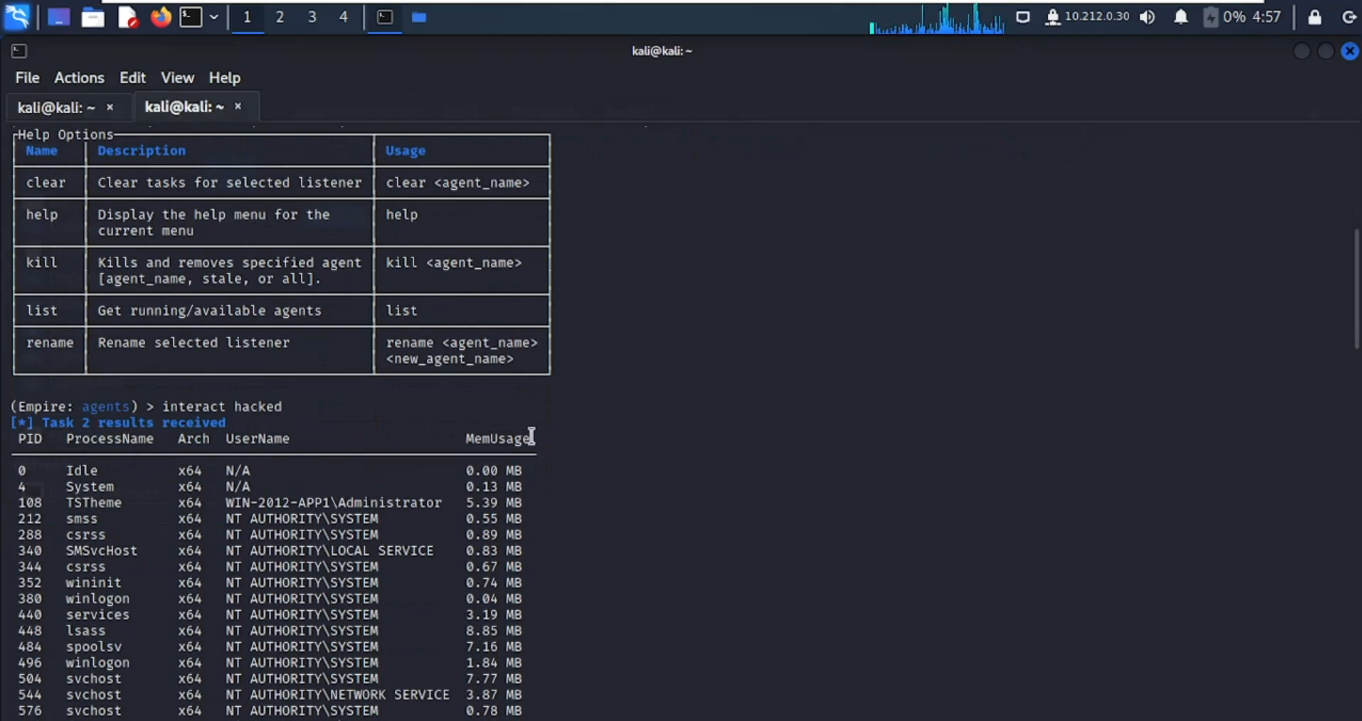 1 2 3 4 10.212.0.30 0% 4:57
kali@kali: ~
File Actions Edit View Help
kali@kali: ~ × kali@kali: ~ ×
Help Options
Name Description Usage
clear Clear tasks for selected listener clear <agent_name>
help Display the help menu for the help
current menu
kill Kills and removes specified agent kill <agent_name>
[agent_name, stale, or all].
list Get running/available agents list
rename Rename selected listener rename <agent_name>
<new_agent_name>
(Empire: agents) > interact hacked
[*] Task 2 results received
PID ProcessName Arch UserName MemUsage
0 Idle x64 N/A 0.00 MB
4 System x64 N/A 0.13 MB
108 TSTheme x64 WIN-2012-APP1\Administrator 5.39 MB
212 smss x64 NT AUTHORITY\SYSTEM 0.55 MB
288 csrss x64 NT AUTHORITY\SYSTEM 0.89 MB
340 SMSvcHost x64 NT AUTHORITY\LOCAL SERVICE 0.83 MB
344 csrss x64 NT AUTHORITY\SYSTEM 0.67 MB
352 wininit x64 NT AUTHORITY\SYSTEM 0.74 MB
380 winlogon x64 NT AUTHORITY\SYSTEM 0.04 MB
440 services x64 NT AUTHORITY\SYSTEM 3.19 MB
448 lsass x64 NT AUTHORITY\SYSTEM 8.85 MB
484 spoolsv x64 NT AUTHORITY\SYSTEM 7.16 MB
496 winlogon x64 NT AUTHORITY\SYSTEM 1.84 MB
504 svchost x64 NT AUTHORITY\SYSTEM 7.77 MB
544 svchost x64 NT AUTHORITY\NETWORK SERVICE 3.87 MB
576 svchost x64 NT AUTHORITY\SYSTEM 0.78 MB